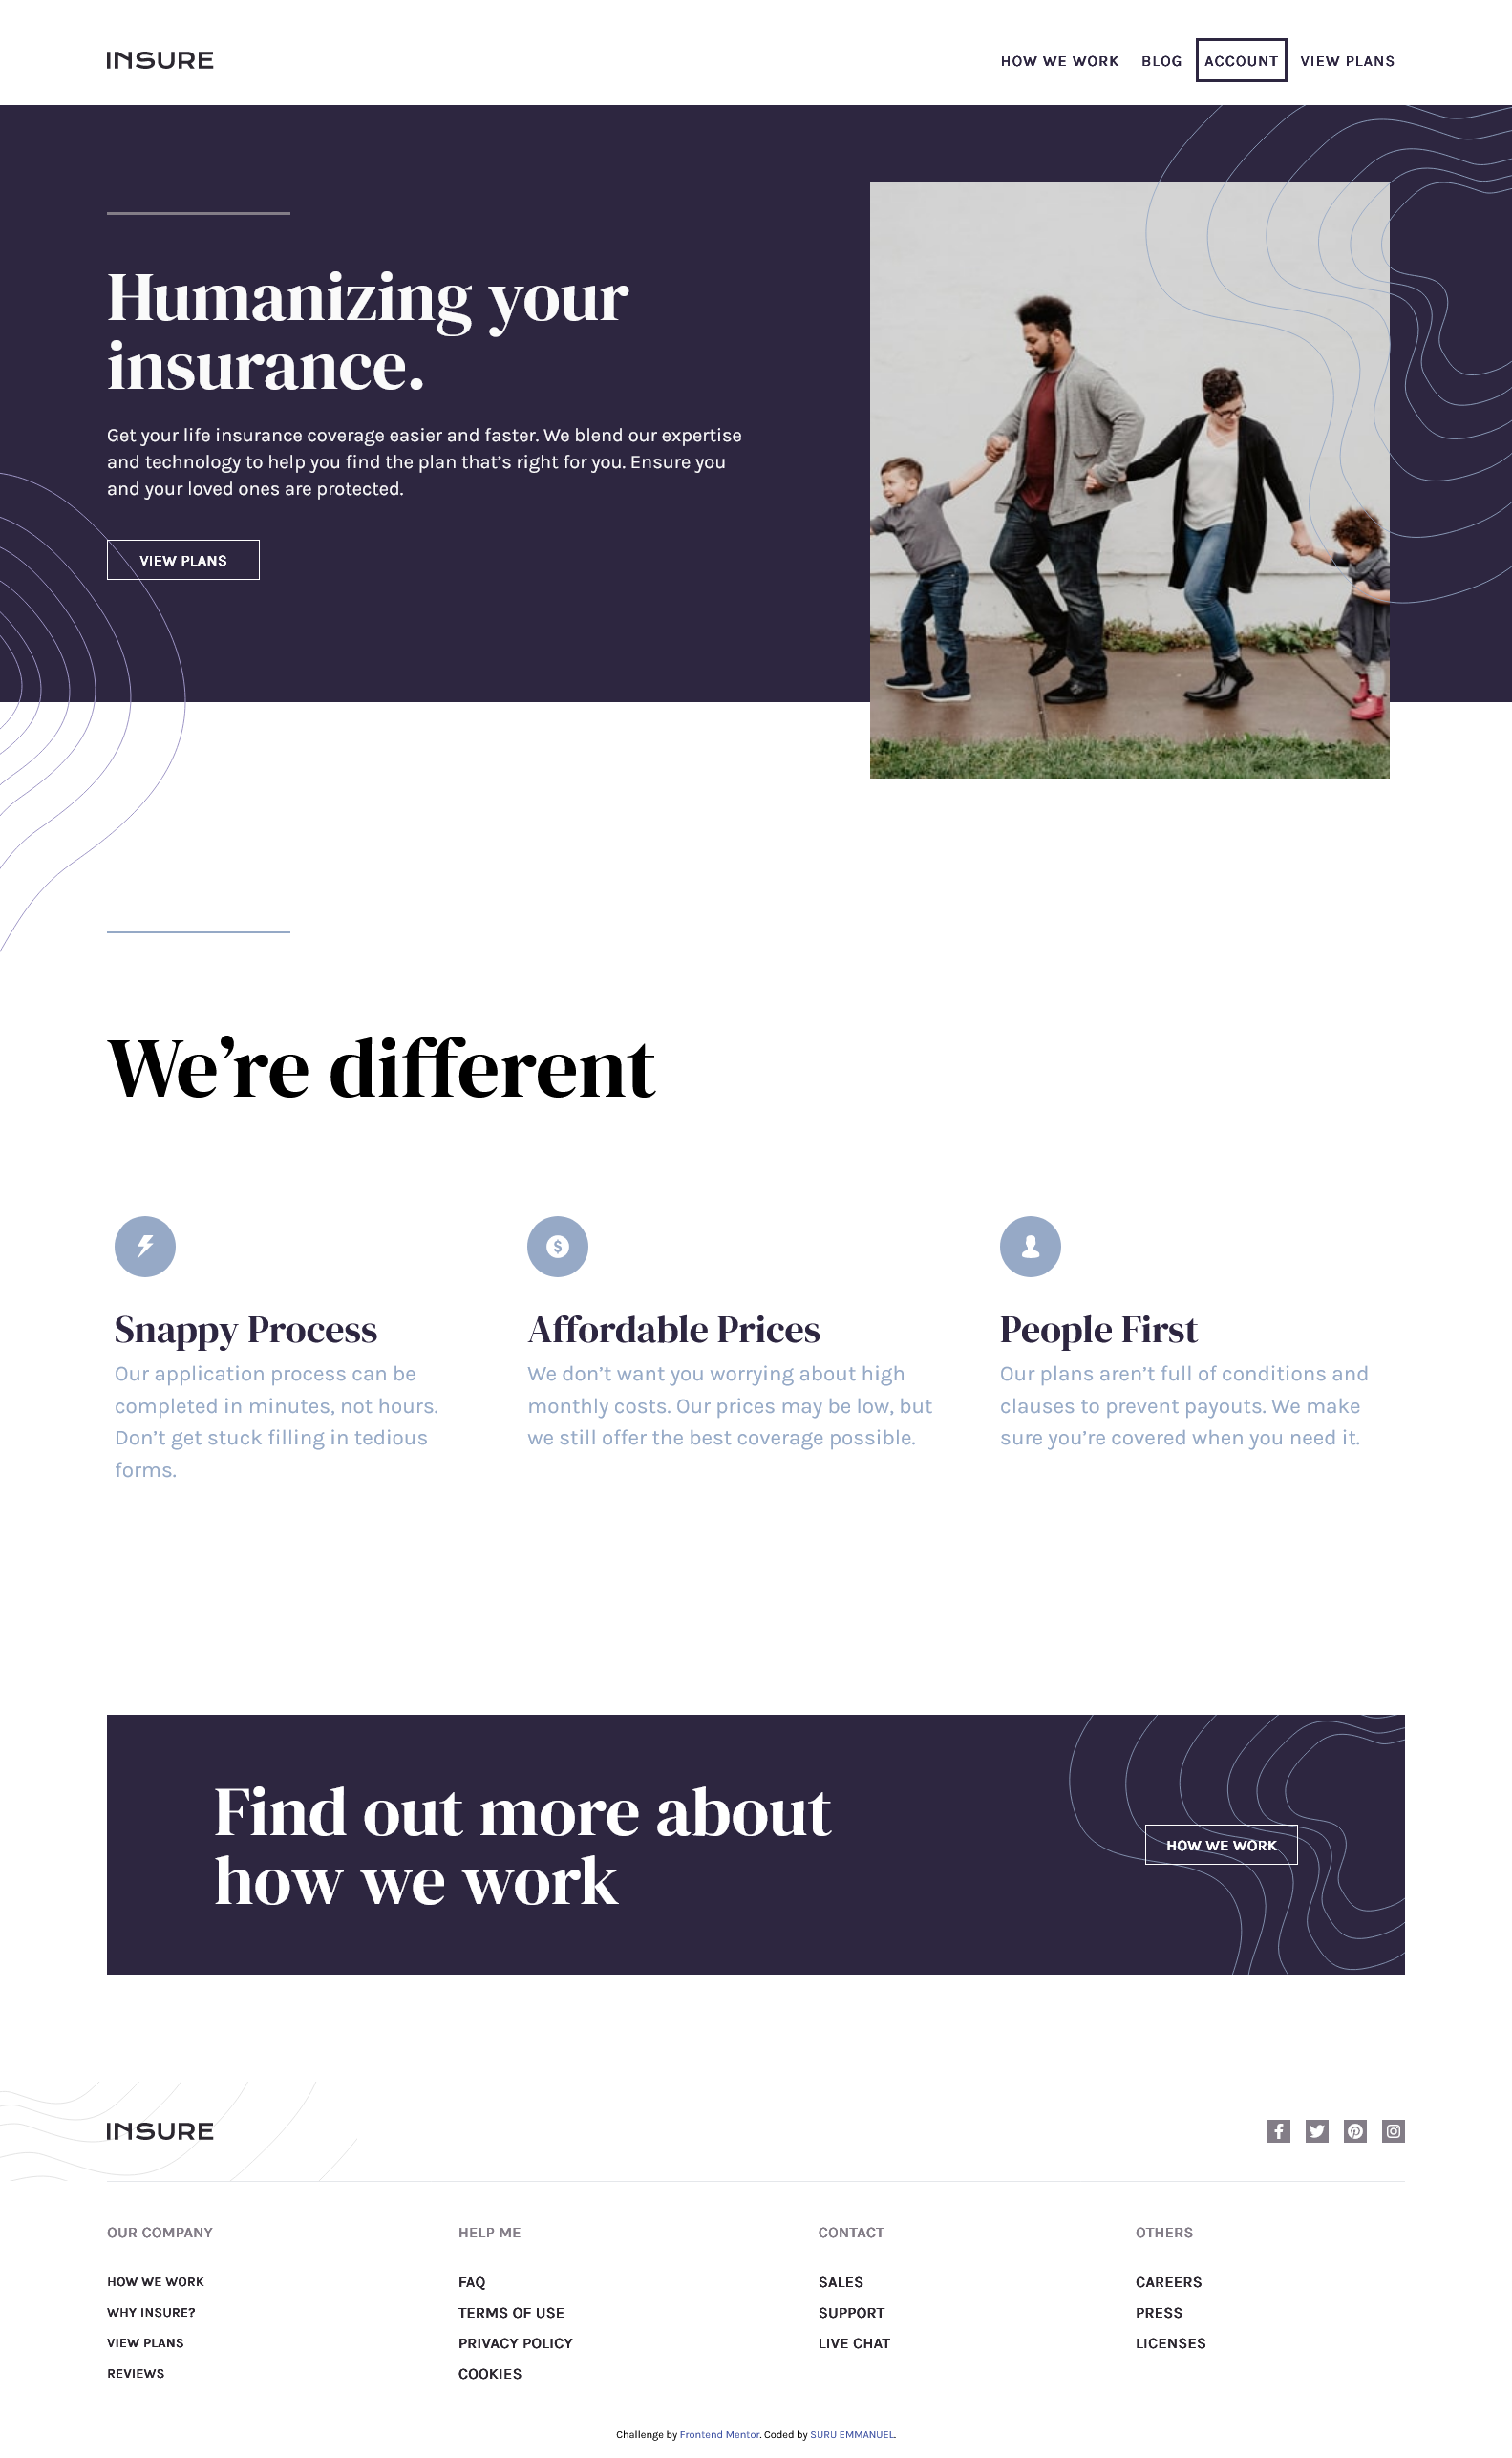 INSURE
HOW WE WORK BLOG ACCOUNT VIEW PLANS
Humanizing your
insurance.
Get your life insurance coverage easier and faster. We blend our expertise
and technology to help you find the plan that’s right for you. Ensure you
and your loved ones are protected.
VIEW PLANS
We’re different
Snappy Process
Our application process can be
completed in minutes, not hours.
Don’t get stuck filling in tedious
forms.
Affordable Prices
We don’t want you worrying about high
monthly costs. Our prices may be low, but
we still offer the best coverage possible.
People First
Our plans aren’t full of conditions and
clauses to prevent payouts. We make
sure you’re covered when you need it.
Find out more about
how we work
HOW WE WORK
INSURE
OUR COMPANY
HOW WE WORK
WHY INSURE?
VIEW PLANS
REVIEWS
HELP ME
FAQ
TERMS OF USE
PRIVACY POLICY
COOKIES
CONTACT
SALES
SUPPORT
LIVE CHAT
OTHERS
CAREERS
PRESS
LICENSES
Challenge by Frontend Mentor. Coded by SURU EMMANUEL.